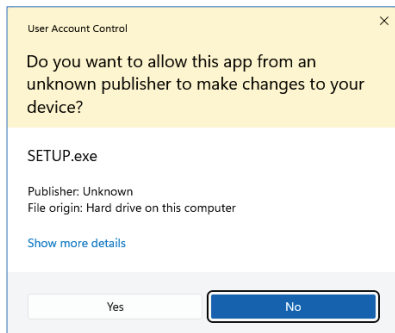 User Account Control
Do you want to allow this app from an
unknown publisher to make changes to your
device?
SETUP.exe
Publisher: Unknown
File origin: Hard drive on this computer
Show more details
Yes
No